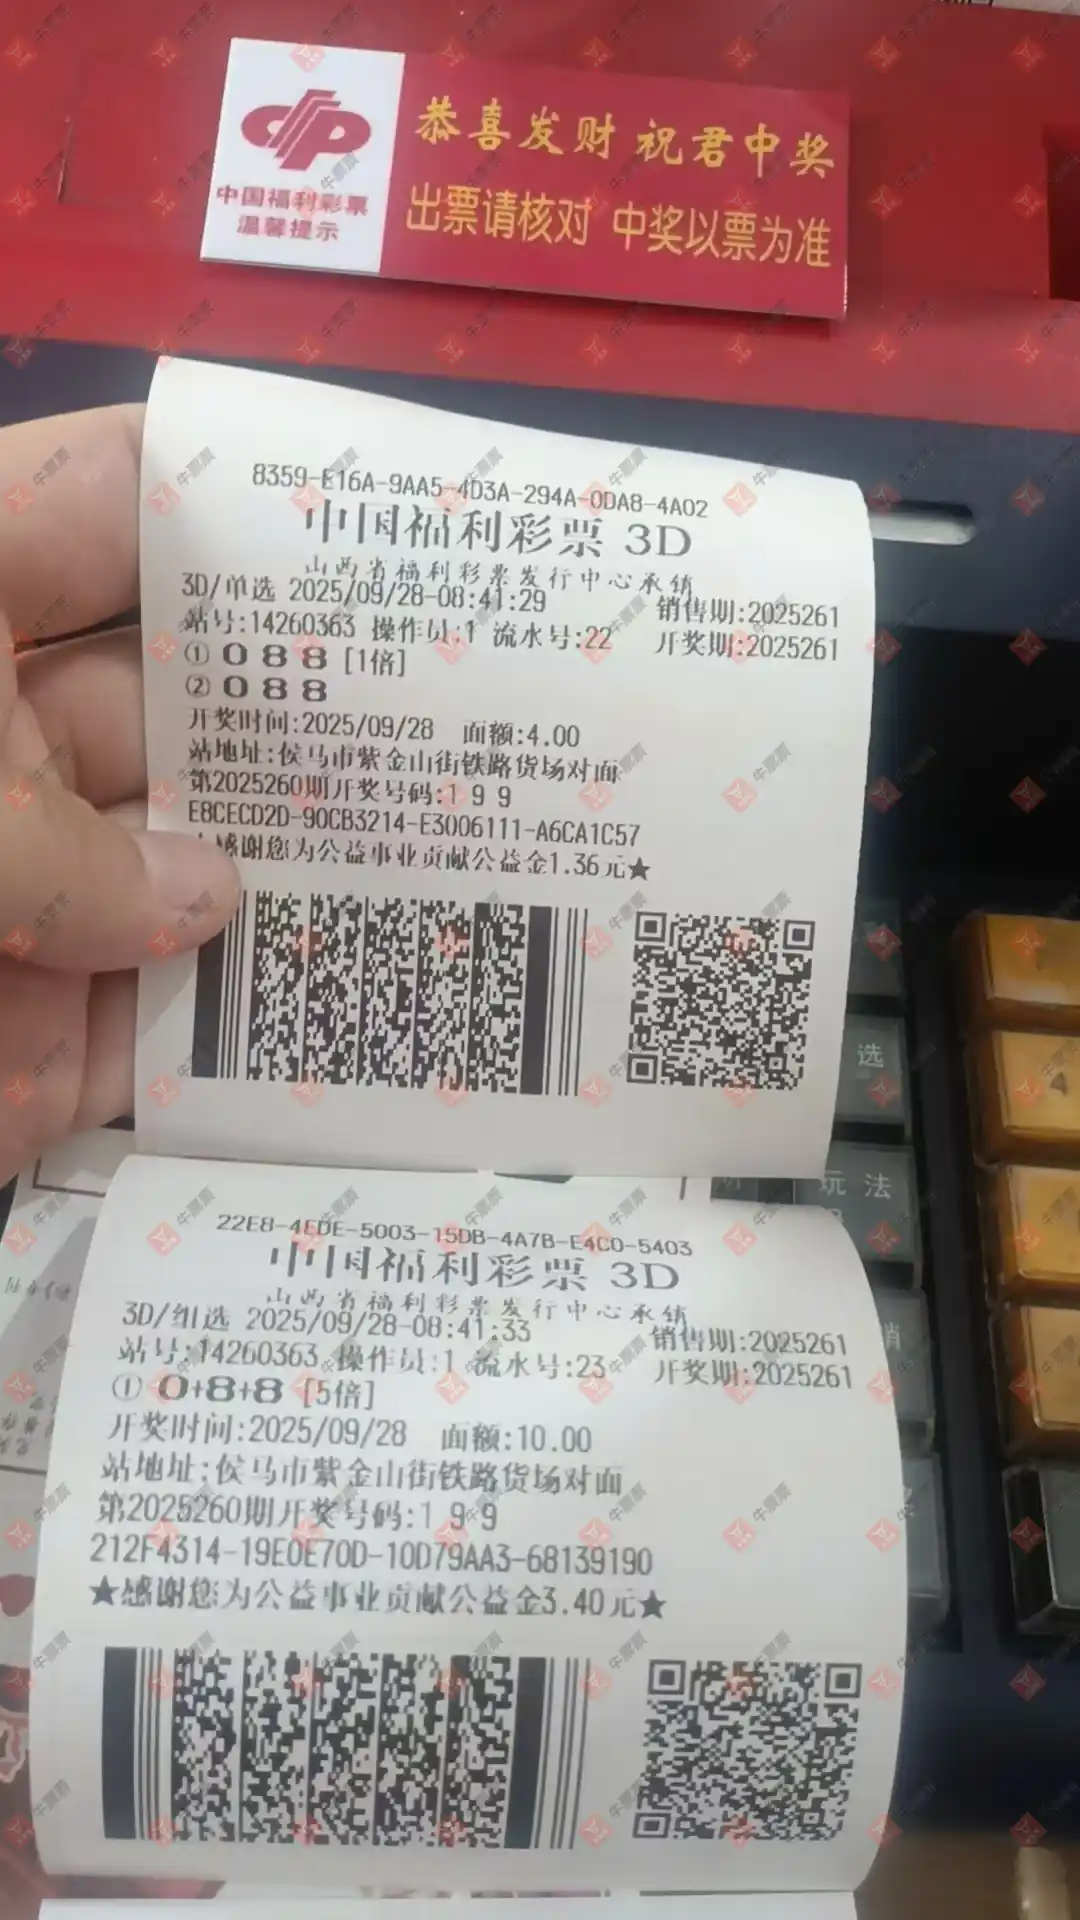 恭喜发财 祝君中奖
中国福利彩票
温馨提示
出票请核对 中奖以票为准
8359-E16A-9AA5-4D3A-294A-0DA8-4A02
中国福利彩票 3D
山西省福利彩票发行中心承销
3D/单选 2025/09/28-08:41:29 销售期:2025261
站号:14260363 操作员:1 流水号:22 开奖期:2025261
① 0 8 8 [1倍]
② 0 8 8
开奖时间:2025/09/28 面额:4.00
站地址:侯马市紫金山街铁路货场对面
第2025260期开奖号码:1 9 9
E8CECD2D-90CB3214-E3006111-A6CA1C57
感谢您为公益事业贡献公益金1.36元★
选
玩法
22E8-4EDE-5003-15DB-4A7B-E4C0-5403
中国福利彩票 3D
山西省福利彩票发行中心承销
3D/组选 2025/09/28-08:41:33 销售期:2025261
站号:14260363 操作员:1 流水号:23 开奖期:2025261
① 0+8+8 [5倍]
开奖时间:2025/09/28 面额:10.00
站地址:侯马市紫金山街铁路货场对面
第2025260期开奖号码:1 9 9
212F4314-19E0E70D-10D79AA3-68139190
★感谢您为公益事业贡献公益金3.40元★
4
牛票票